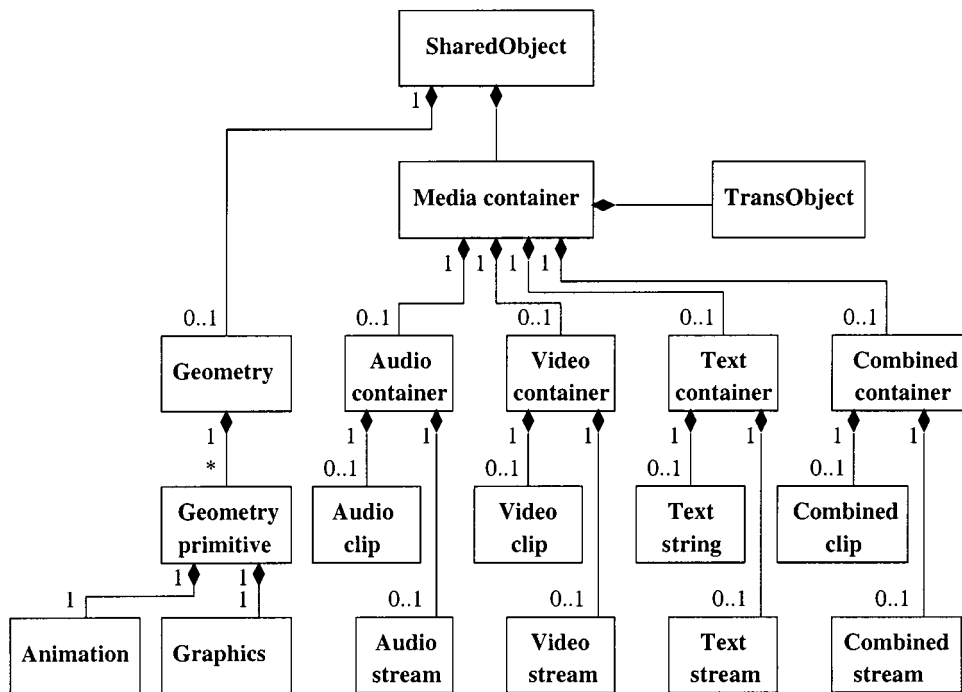 SharedObject
1
Media container
TransObject
1 1 1 1
0..1 0..1 0..1 0..1 0..1
Geometry
Audio
container
Video
container
Text
container
Combined
container
1 1 1 1 1 1 1 1 1
* 0..1 0..1 0..1 0..1
Geometry
primitive
Audio
clip
Video
clip
Text
string
Combined
clip
1 1
1 1 0..1 0..1 0..1 0..1
Animation
Graphics
Audio
stream
Video
stream
Text
stream
Combined
stream